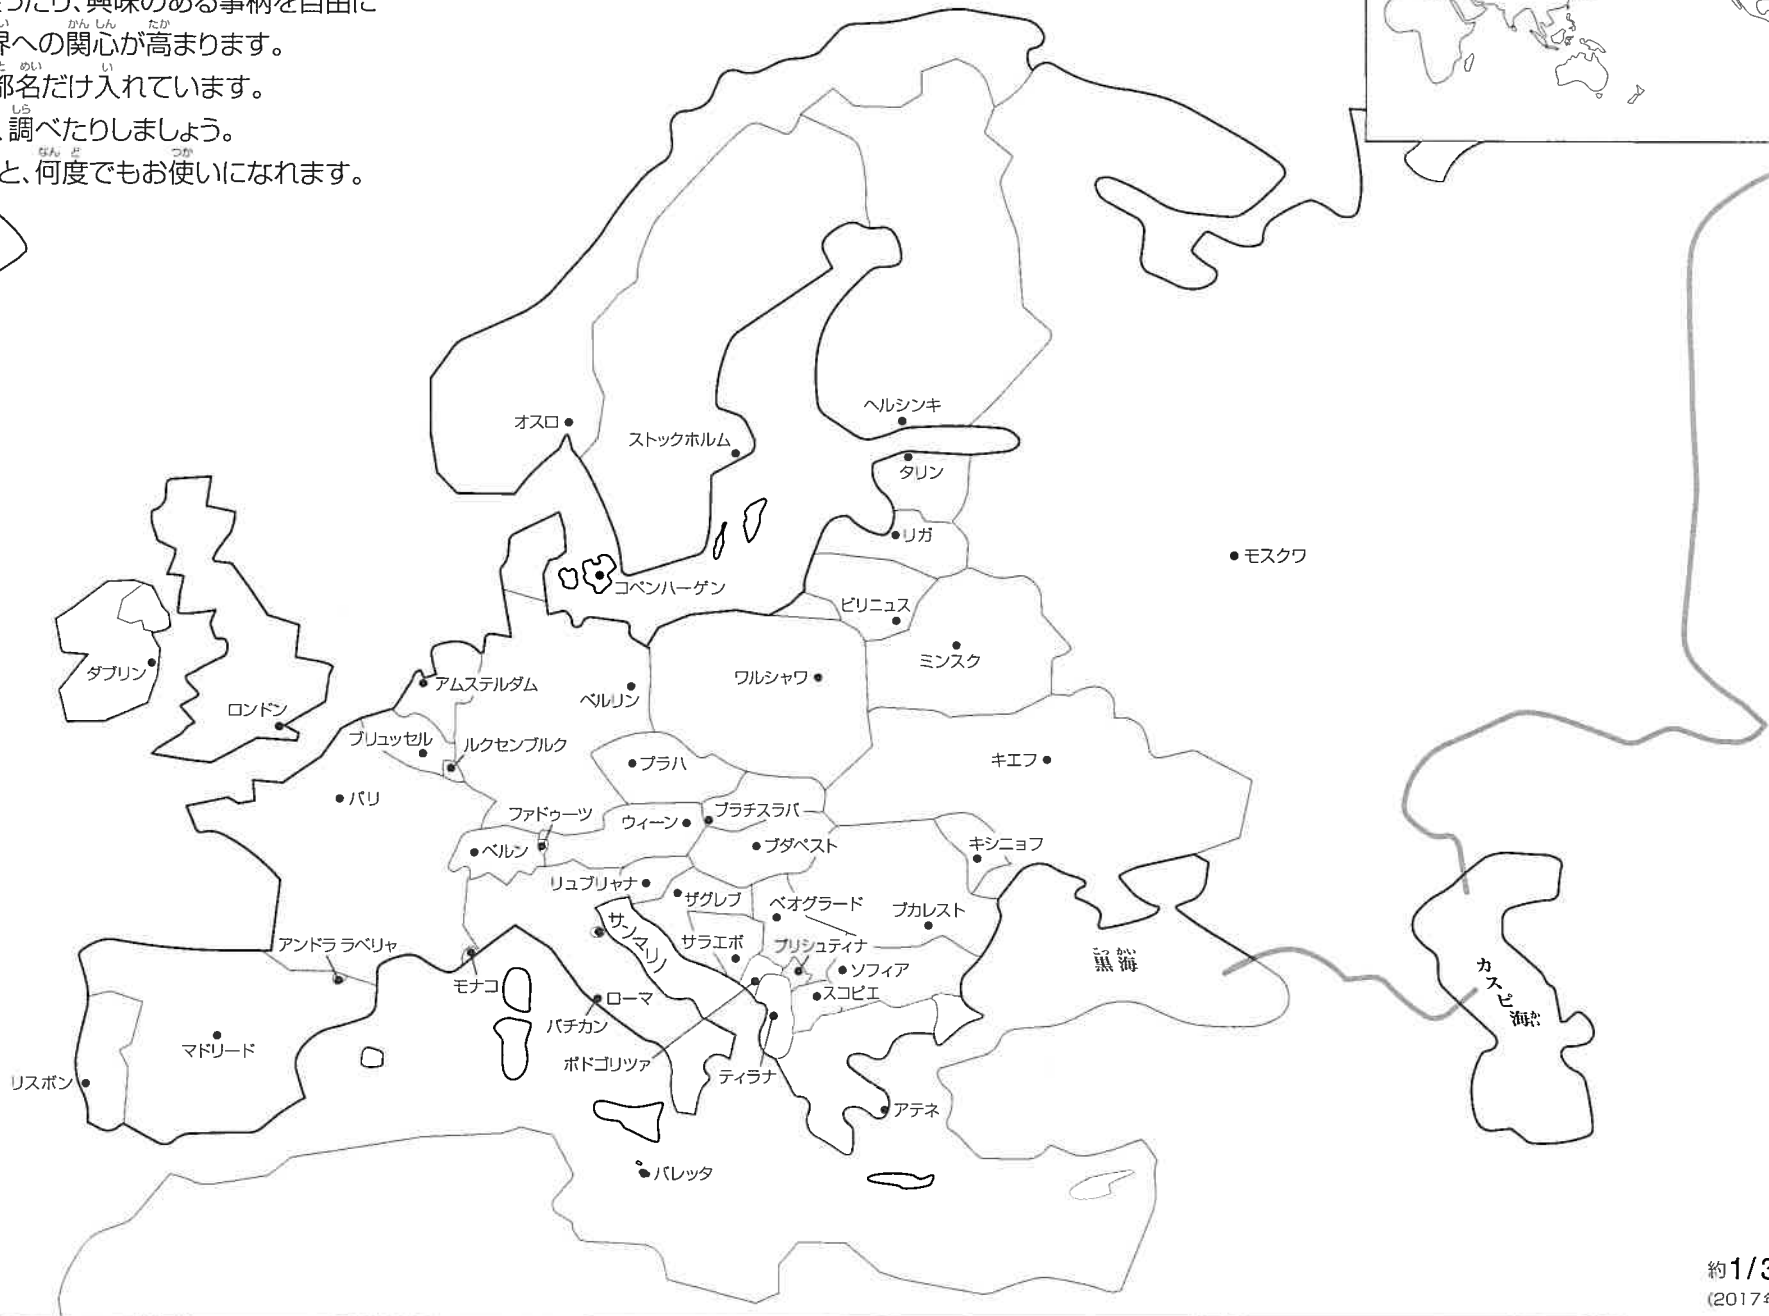 ったり、興味のある事柄を自由に
界への関心が高まります。
都名だけ入れています。
、調べたりしましょう。
と、何度でもお使いになれます。
オスロ
ストックホルム
ヘルシンキ
タリン
リガ
モスクワ
コペンハーゲン
ビリニュス
ミンスク
ダブリン
ロンドン
アムステルダム
ベルリン
ワルシャワ
ブリュッセル
ルクセンブルク
プラハ
キエフ
パリ
ファドゥーツ
ウィーン
ブラチスラバ
ベルン
ブダペスト
キシニョフ
リュブリャナ
ザグレブ
ベオグラード
ブカレスト
アンドラ ラベリャ
サンマリノ
サラエボ
プリシュティナ
ソフィア
黒海
カスピ海
モナコ
ローマ
バチカン
スコピエ
マドリード
ポドゴリツァ
ティラナ
リスボン
アテネ
バレッタ
約1/3
(2017年